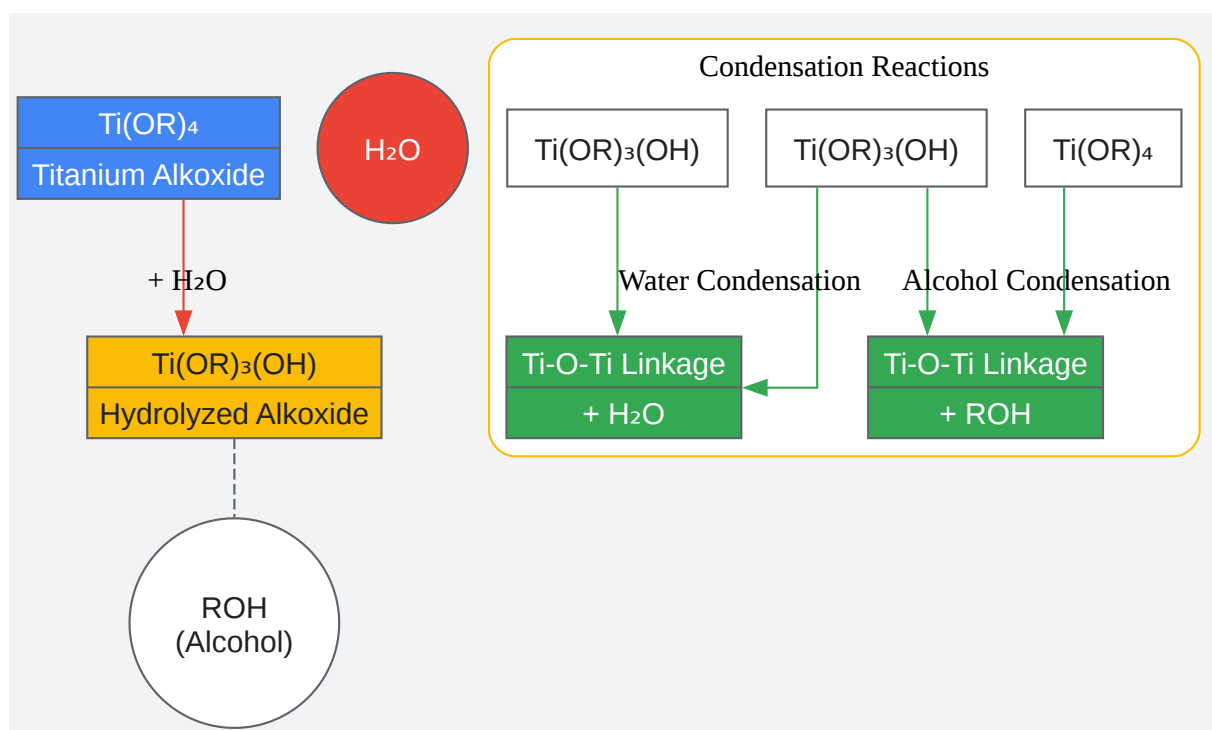 Ti(OR)₄
Titanium Alkoxide
+ H₂O
Ti(OR)₃(OH)
Hydrolyzed Alkoxide
ROH
(Alcohol)
H₂O
Condensation Reactions
Ti(OR)₃(OH)
Ti(OR)₃(OH)
Ti(OR)₄
Water Condensation
Alcohol Condensation
Ti-O-Ti Linkage
+ H₂O
Ti-O-Ti Linkage
+ ROH